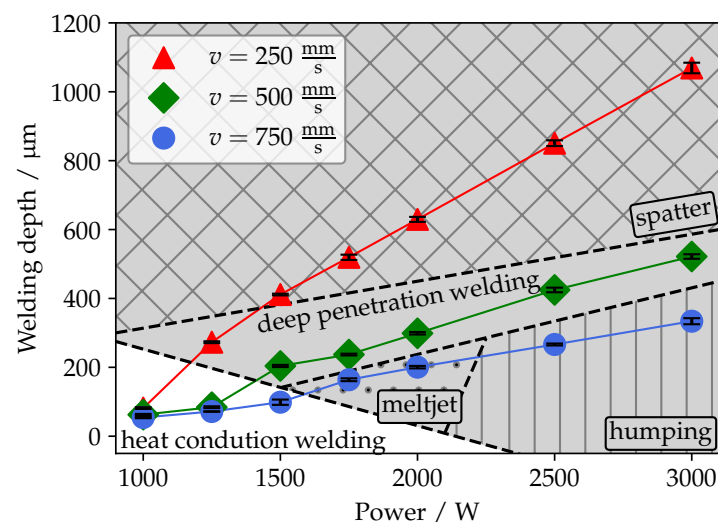 1200
1000
800
600
400
200
0
Welding depth / μm
v = 250 mm/s
v = 500 mm/s
v = 750 mm/s
spatter
deep penetration welding
meltjet
heat condution welding
humping
1000
1500
2000
2500
3000
Power / W